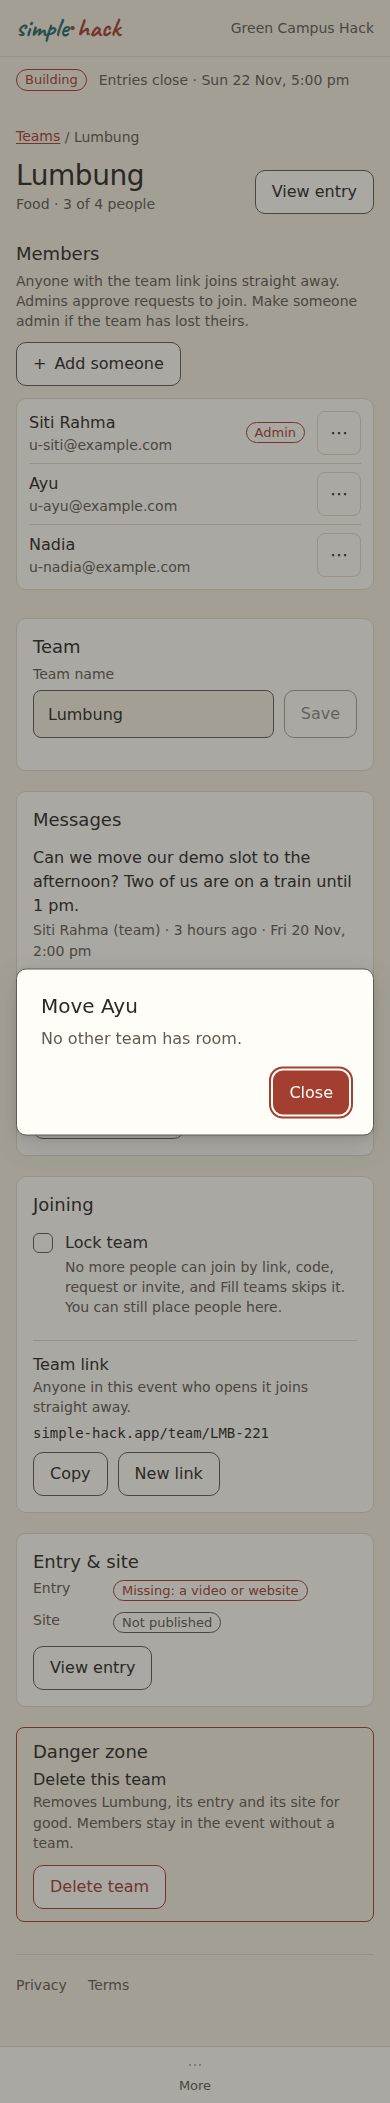 simple hack
Green Campus Hack
Building
Entries close · Sun 22 Nov, 5:00 pm
Teams / Lumbung
Lumbung
Food · 3 of 4 people
View entry
Members
Anyone with the team link joins straight away.
Admins approve requests to join. Make someone
admin if the team has lost theirs.
+ Add someone
Siti Rahma
u-siti@example.com
Admin
···
Ayu
u-ayu@example.com
···
Nadia
u-nadia@example.com
···
Team
Team name
Lumbung
Save
Messages
Can we move our demo slot to the
afternoon? Two of us are on a train until
1 pm.
Siti Rahma (team) · 3 hours ago · Fri 20 Nov,
2:00 pm
Move Ayu
No other team has room.
Close
Joining
Lock team
No more people can join by link, code,
request or invite, and Fill teams skips it.
You can still place people here.
Team link
Anyone in this event who opens it joins
straight away.
simple-hack.app/team/LMB-221
Copy
New link
Entry & site
Entry
Missing: a video or website
Site
Not published
View entry
Danger zone
Delete this team
Removes Lumbung, its entry and its site for
good. Members stay in the event without a
team.
Delete team
Privacy
Terms
···
More